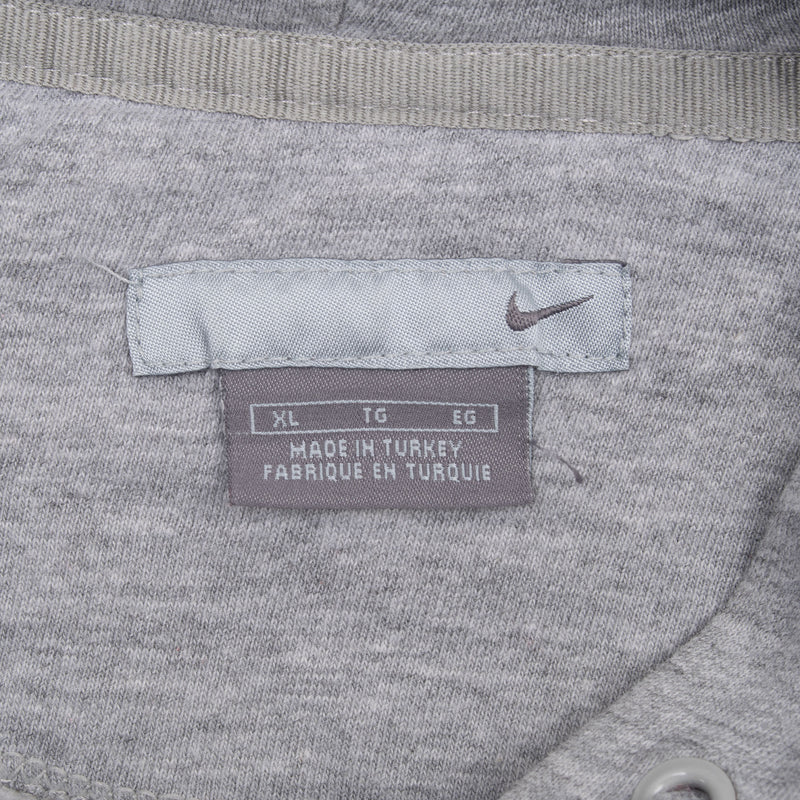 XL TG EG
MADE IN TURKEY
FABRIQUE EN TURQUIE